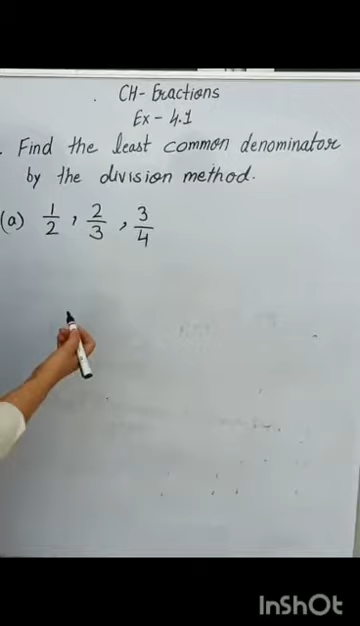 CH- Fractions
Ex - 4.1
. Find the least common denominator
by the division method.
(a) 1/2 , 2/3 , 3/4
InShOt